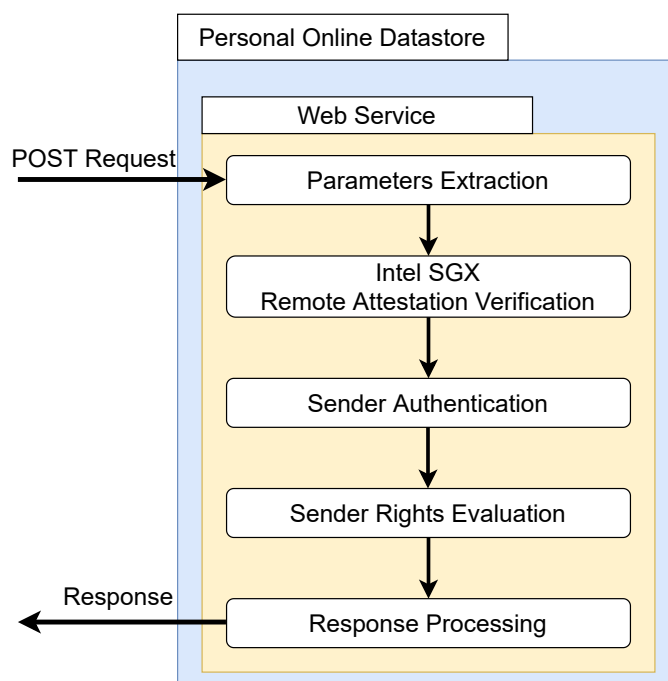 Personal Online Datastore
Web Service
POST Request
Parameters Extraction
Intel SGX
Remote Attestation Verification
Sender Authentication
Sender Rights Evaluation
Response
Response Processing